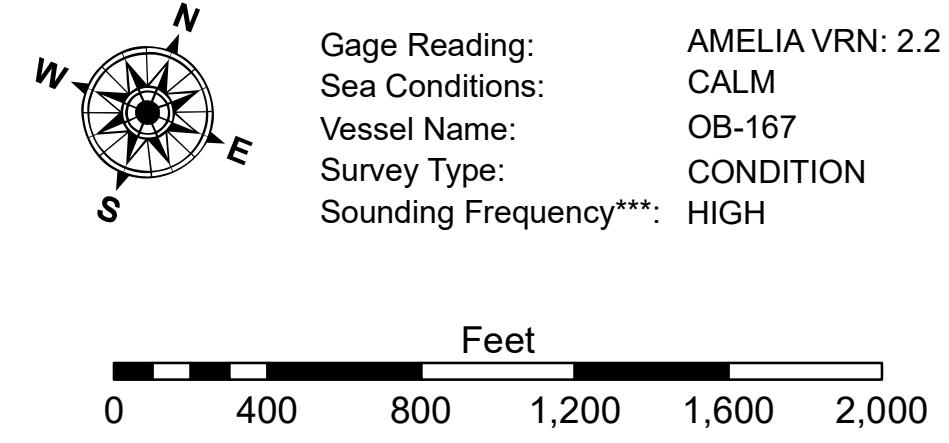 N
W
E
S
Gage Reading: AMELIA VRN: 2.2
Sea Conditions: CALM
Vessel Name: OB-167
Survey Type: CONDITION
Sounding Frequency***: HIGH
Feet
0 400 800 1,200 1,600 2,000